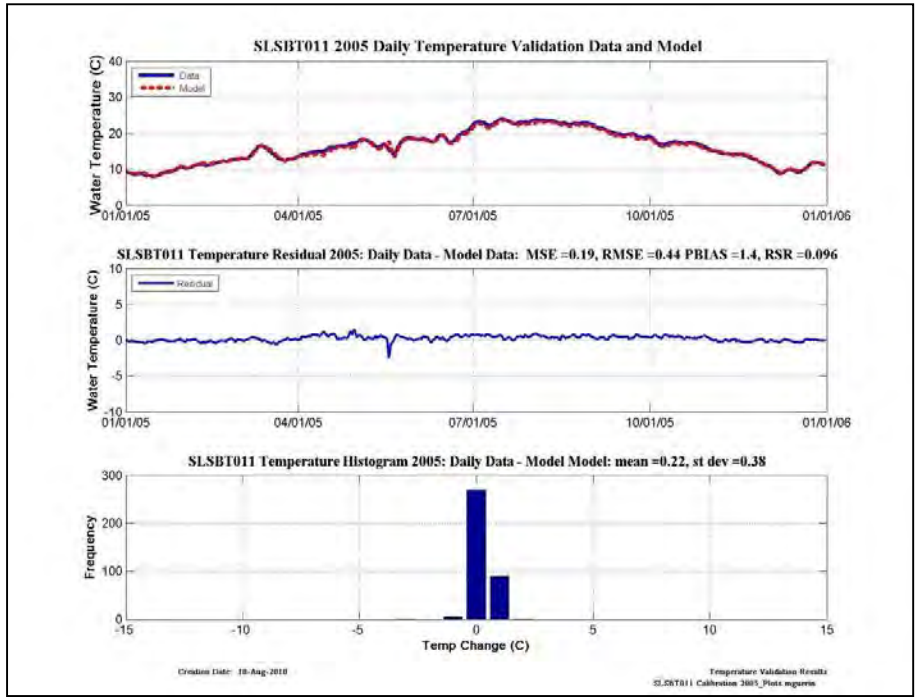 SLSBT011 2005 Daily Temperature Validation Data and Model
Water Temperature (C)
40
30
20
10
0
Data
Model
01/01/05 04/01/05 07/01/05 10/01/05 01/01/06
SLSBT011 Temperature Residual 2005: Daily Data - Model Data: MSE =0.19, RMSE =0.44 PBIAS =1.4, RSR =0.096
Water Temperature (C)
10
5
0
-5
-10
Residual
01/01/05 04/01/05 07/01/05 10/01/05 01/01/06
SLSBT011 Temperature Histogram 2005: Daily Data - Model Model: mean =0.22, st dev =0.38
Frequency
300
200
100
0
-15 -10 -5 0 5 10 15
Temp Change (C)
Creation Date: 10-Aug-2010
Temperature Validation Results
SLSBT011 Calibration 2005_Plots mguerin